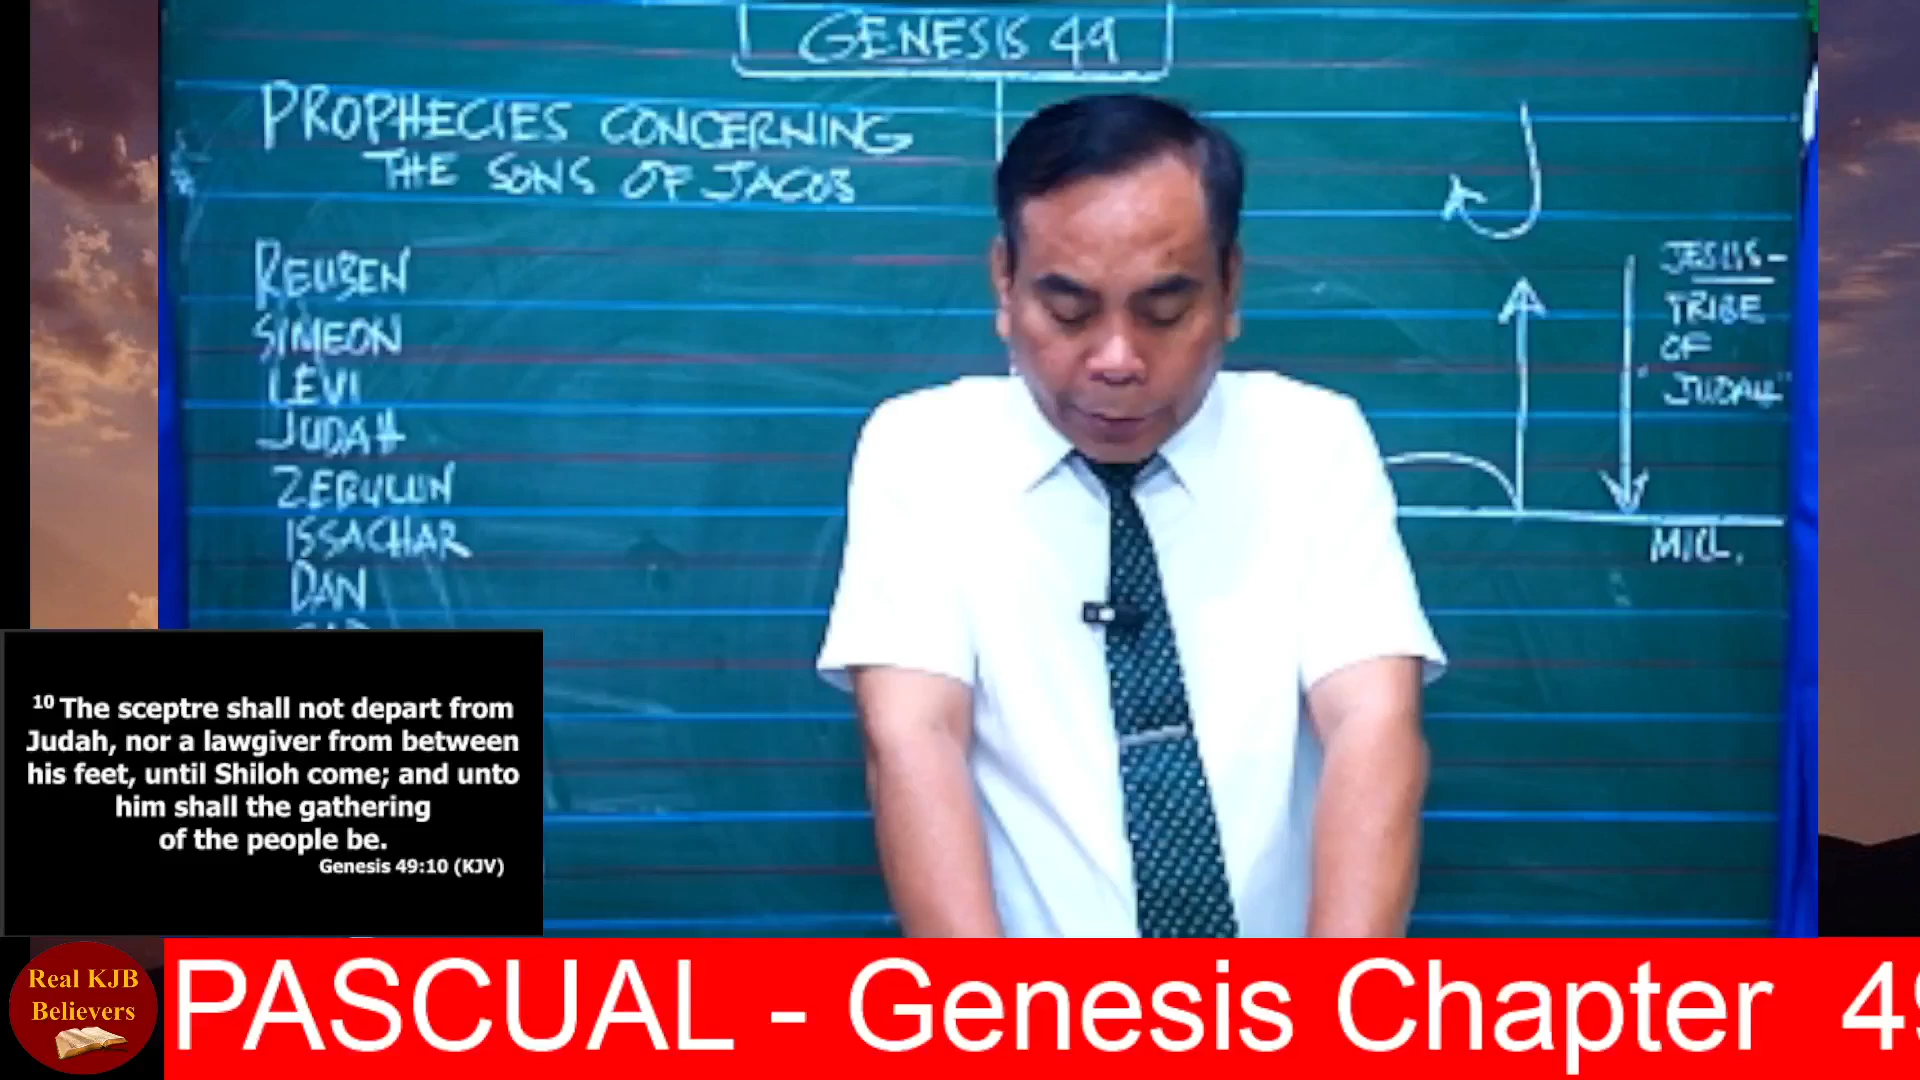 GENESIS 49
PROPHECIES CONCERNING
THE SONS OF JACOB
REUBEN
SIMEON
LEVI
JUDAH
ZEBULUN
ISSACHAR
DAN
JESUS -
TRIBE
OF
"JUDAH"
MILL.
10 The sceptre shall not depart from
Judah, nor a lawgiver from between
his feet, until Shiloh come; and unto
him shall the gathering
of the people be.
Genesis 49:10 (KJV)
Real KJB
Believers
PASCUAL - Genesis Chapter 49